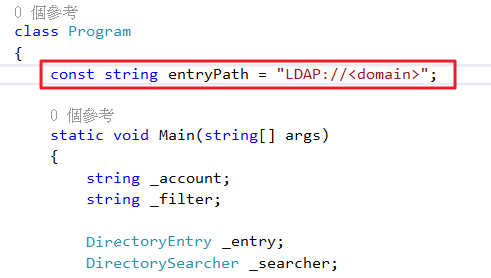 0 個參考
class Program
{
const string entryPath = "LDAP://<domain>";
0 個參考
static void Main(string[] args)
{
string _account;
string _filter;
DirectoryEntry _entry;
DirectorySearcher _searcher;